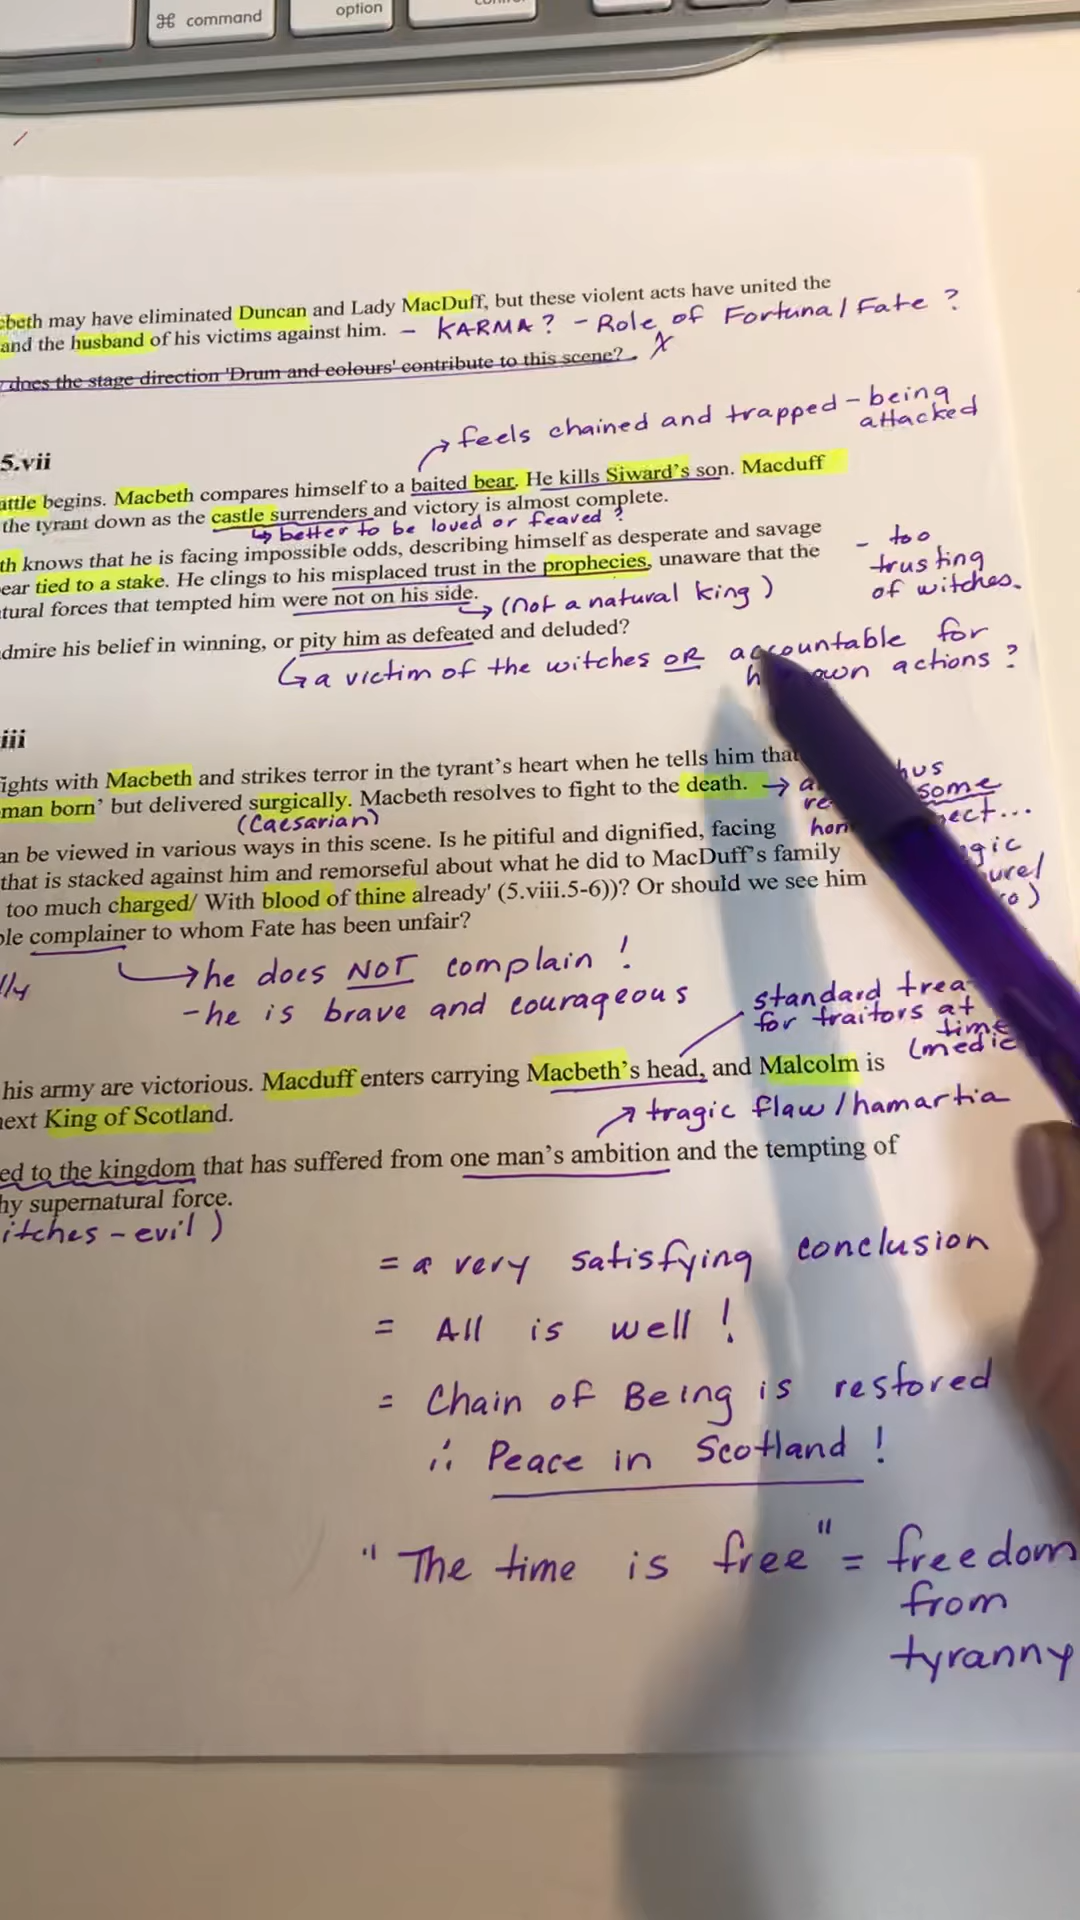 ⌘ command
option
beth may have eliminated Duncan and Lady MacDuff, but these violent acts have united the
and the husband of his victims against him. - KARMA? - Role of Fortuna/Fate?
does the stage direction 'Drum and colours' contribute to this scene? X
feels chained and trapped - being
attacked
5.vii
attle begins. Macbeth compares himself to a baited bear. He kills Siward's son. Macduff
the tyrant down as the castle surrenders and victory is almost complete.
better to be loved or feared?
th knows that he is facing impossible odds, describing himself as desperate and savage
ear tied to a stake. He clings to his misplaced trust in the prophecies, unaware that the
tural forces that tempted him were not on his side.
(not a natural king)
- too
trusting
of witches.
dmire his belief in winning, or pity him as defeated and deluded?
a victim of the witches OR accountable for
own actions?
iii
ights with Macbeth and strikes terror in the tyrant's heart when he tells him that
man born' but delivered surgically. Macbeth resolves to fight to the death.
(Caesarian)
some
an be viewed in various ways in this scene. Is he pitiful and dignified, facing
that is stacked against him and remorseful about what he did to MacDuff's family
too much charged/ With blood of thine already' (5.viii.5-6))? Or should we see him
ble complainer to whom Fate has been unfair?
lly
he does NOT complain!
- he is brave and courageous
standard trea
for traitors at
time
(medie
his army are victorious. Macduff enters carrying Macbeth's head, and Malcolm is
next King of Scotland.
tragic flaw/hamartia
ed to the kingdom that has suffered from one man's ambition and the tempting of
hy supernatural force.
itches - evil)
= a very satisfying conclusion
= All is well!
= Chain of Being is restored
∴ Peace in Scotland!
"The time is free" = freedom
from
tyranny